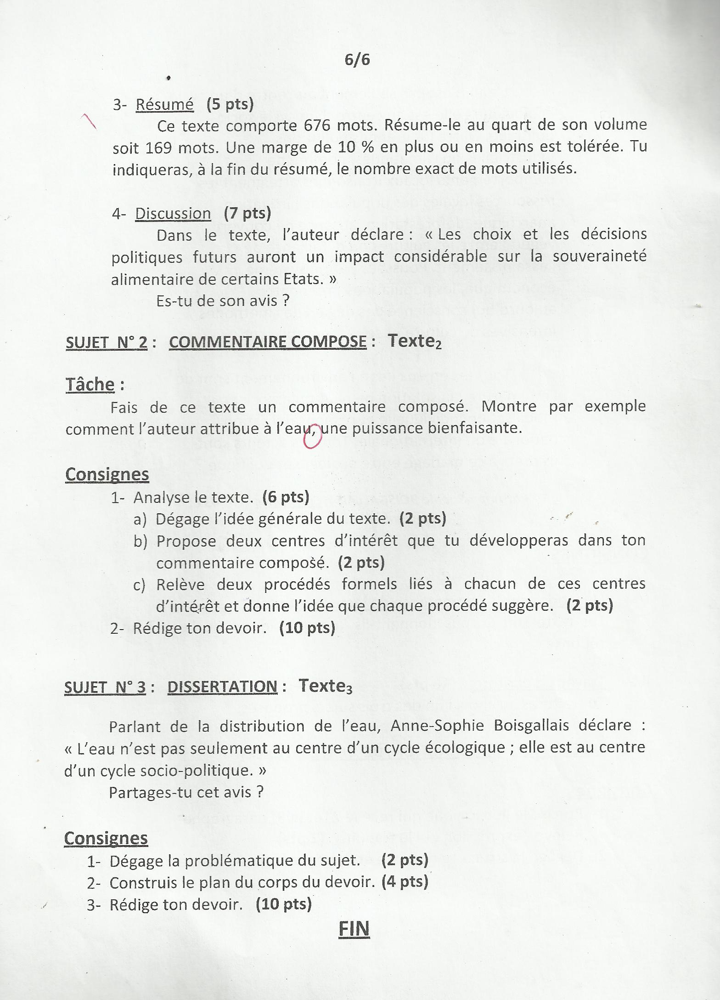 6/6
3- Résumé (5 pts)
Ce texte comporte 676 mots. Résume-le au quart de son volume
soit 169 mots. Une marge de 10 % en plus ou en moins est tolérée. Tu
indiqueras, à la fin du résumé, le nombre exact de mots utilisés.
4- Discussion (7 pts)
Dans le texte, l'auteur déclare : « Les choix et les décisions
politiques futurs auront un impact considérable sur la souveraineté
alimentaire de certains Etats. »
Es-tu de son avis ?
SUJET N° 2 : COMMENTAIRE COMPOSE : Texte₂
Tâche :
Fais de ce texte un commentaire composé. Montre par exemple
comment l'auteur attribue à l'eau, une puissance bienfaisante.
Consignes
1- Analyse le texte. (6 pts)
a) Dégage l'idée générale du texte. (2 pts)
b) Propose deux centres d'intérêt que tu développeras dans ton
commentaire composé. (2 pts)
c) Relève deux procédés formels liés à chacun de ces centres
d'intérêt et donne l'idée que chaque procédé suggère. (2 pts)
2- Rédige ton devoir. (10 pts)
SUJET N° 3 : DISSERTATION : Texte₃
Parlant de la distribution de l'eau, Anne-Sophie Boisgallais déclare :
« L'eau n'est pas seulement au centre d'un cycle écologique ; elle est au centre
d'un cycle socio-politique. »
Partages-tu cet avis ?
Consignes
1- Dégage la problématique du sujet. (2 pts)
2- Construis le plan du corps du devoir. (4 pts)
3- Rédige ton devoir. (10 pts)
FIN